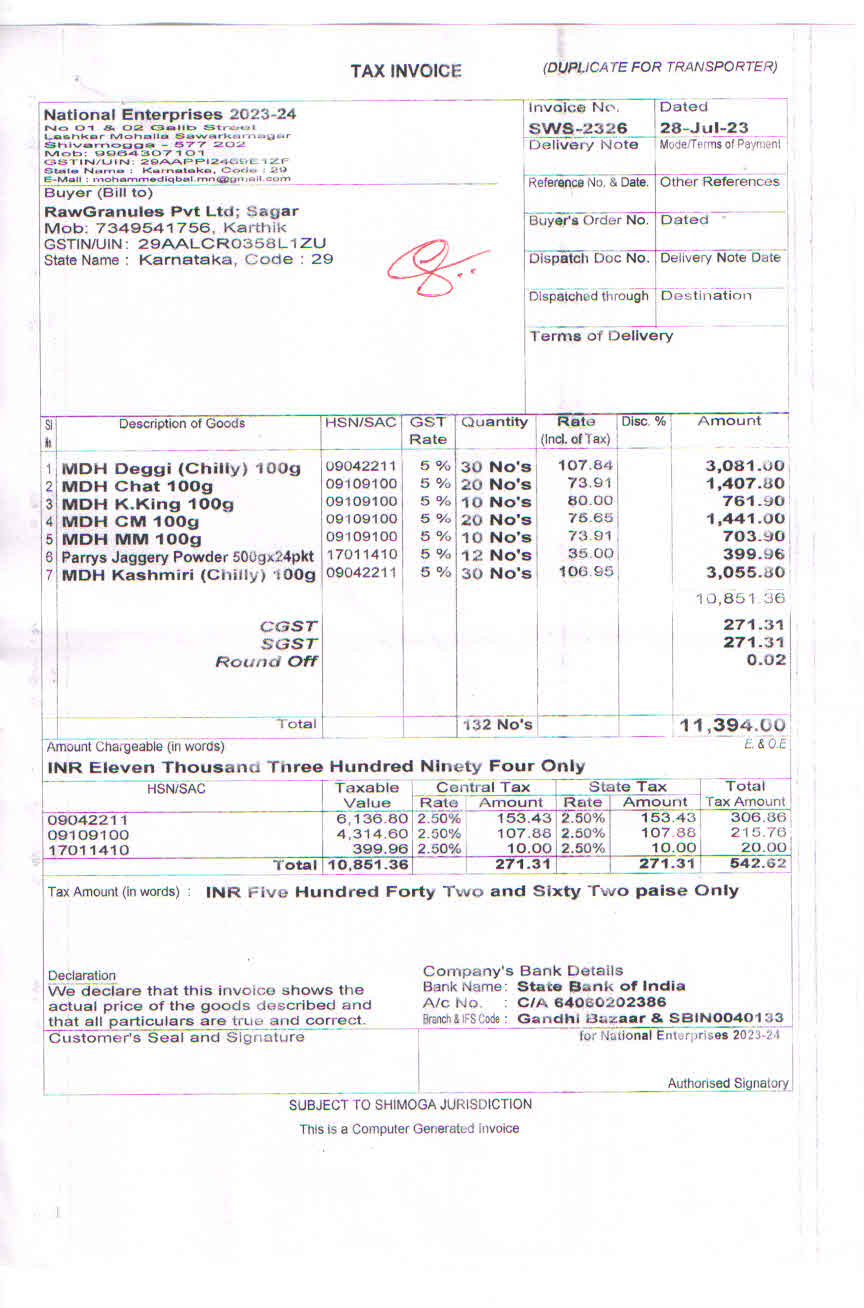 TAX INVOICE
(DUPLICATE FOR TRANSPORTER)
National Enterprises 2023-24
No 01 & 02 Galib Street
Lashkar Mohalla Sawarkarnagar
Shivamogga - 577 202
Mob: 9964307101
GSTIN/UIN: 29AAPPI2469E1ZF
State Name : Karnataka, Code : 29
E-Mail : mohammediqbal.mn@gmail.com
Buyer (Bill to)
RawGranules Pvt Ltd; Sagar
Mob: 7349541756, Karthik
GSTIN/UIN: 29AALCR0358L1ZU
State Name : Karnataka, Code : 29
Invoice No. Dated
SWS-2326 28-Jul-23
Delivery Note Mode/Terms of Payment
Reference No. & Date. Other References
Buyer's Order No. Dated
Dispatch Doc No. Delivery Note Date
Dispatched through Destination
Terms of Delivery
Sl Description of Goods HSN/SAC GST Quantity Rate Disc. % Amount
No Rate (Incl. of Tax)
1 MDH Deggi (Chilly) 100g 09042211 5 % 30 No's 107.84 3,081.00
2 MDH Chat 100g 09109100 5 % 20 No's 73.91 1,407.80
3 MDH K.King 100g 09109100 5 % 10 No's 80.00 761.90
4 MDH CM 100g 09109100 5 % 20 No's 75.65 1,441.00
5 MDH MM 100g 09109100 5 % 10 No's 73.91 703.90
6 Parrys Jaggery Powder 500gx24pkt 17011410 5 % 12 No's 35.00 399.96
7 MDH Kashmiri (Chilly) 100g 09042211 5 % 30 No's 106.95 3,055.80
10,851.36
CGST 271.31
SGST 271.31
Round Off 0.02
Total 132 No's 11,394.00
Amount Chargeable (in words) E. & O.E
INR Eleven Thousand Three Hundred Ninety Four Only
HSN/SAC Taxable Central Tax State Tax Total
Value Rate Amount Rate Amount Tax Amount
09042211 6,136.80 2.50% 153.43 2.50% 153.43 306.86
09109100 4,314.60 2.50% 107.88 2.50% 107.88 215.76
17011410 399.96 2.50% 10.00 2.50% 10.00 20.00
Total 10,851.36 271.31 271.31 542.62
Tax Amount (in words) : INR Five Hundred Forty Two and Sixty Two paise Only
Declaration
We declare that this invoice shows the
actual price of the goods described and
that all particulars are true and correct.
Company's Bank Details
Bank Name: State Bank of India
A/c No. : C/A 64060202386
Branch & IFS Code : Gandhi Bazaar & SBIN0040133
Customer's Seal and Signature
for National Enterprises 2023-24
Authorised Signatory
SUBJECT TO SHIMOGA JURISDICTION
This is a Computer Generated Invoice